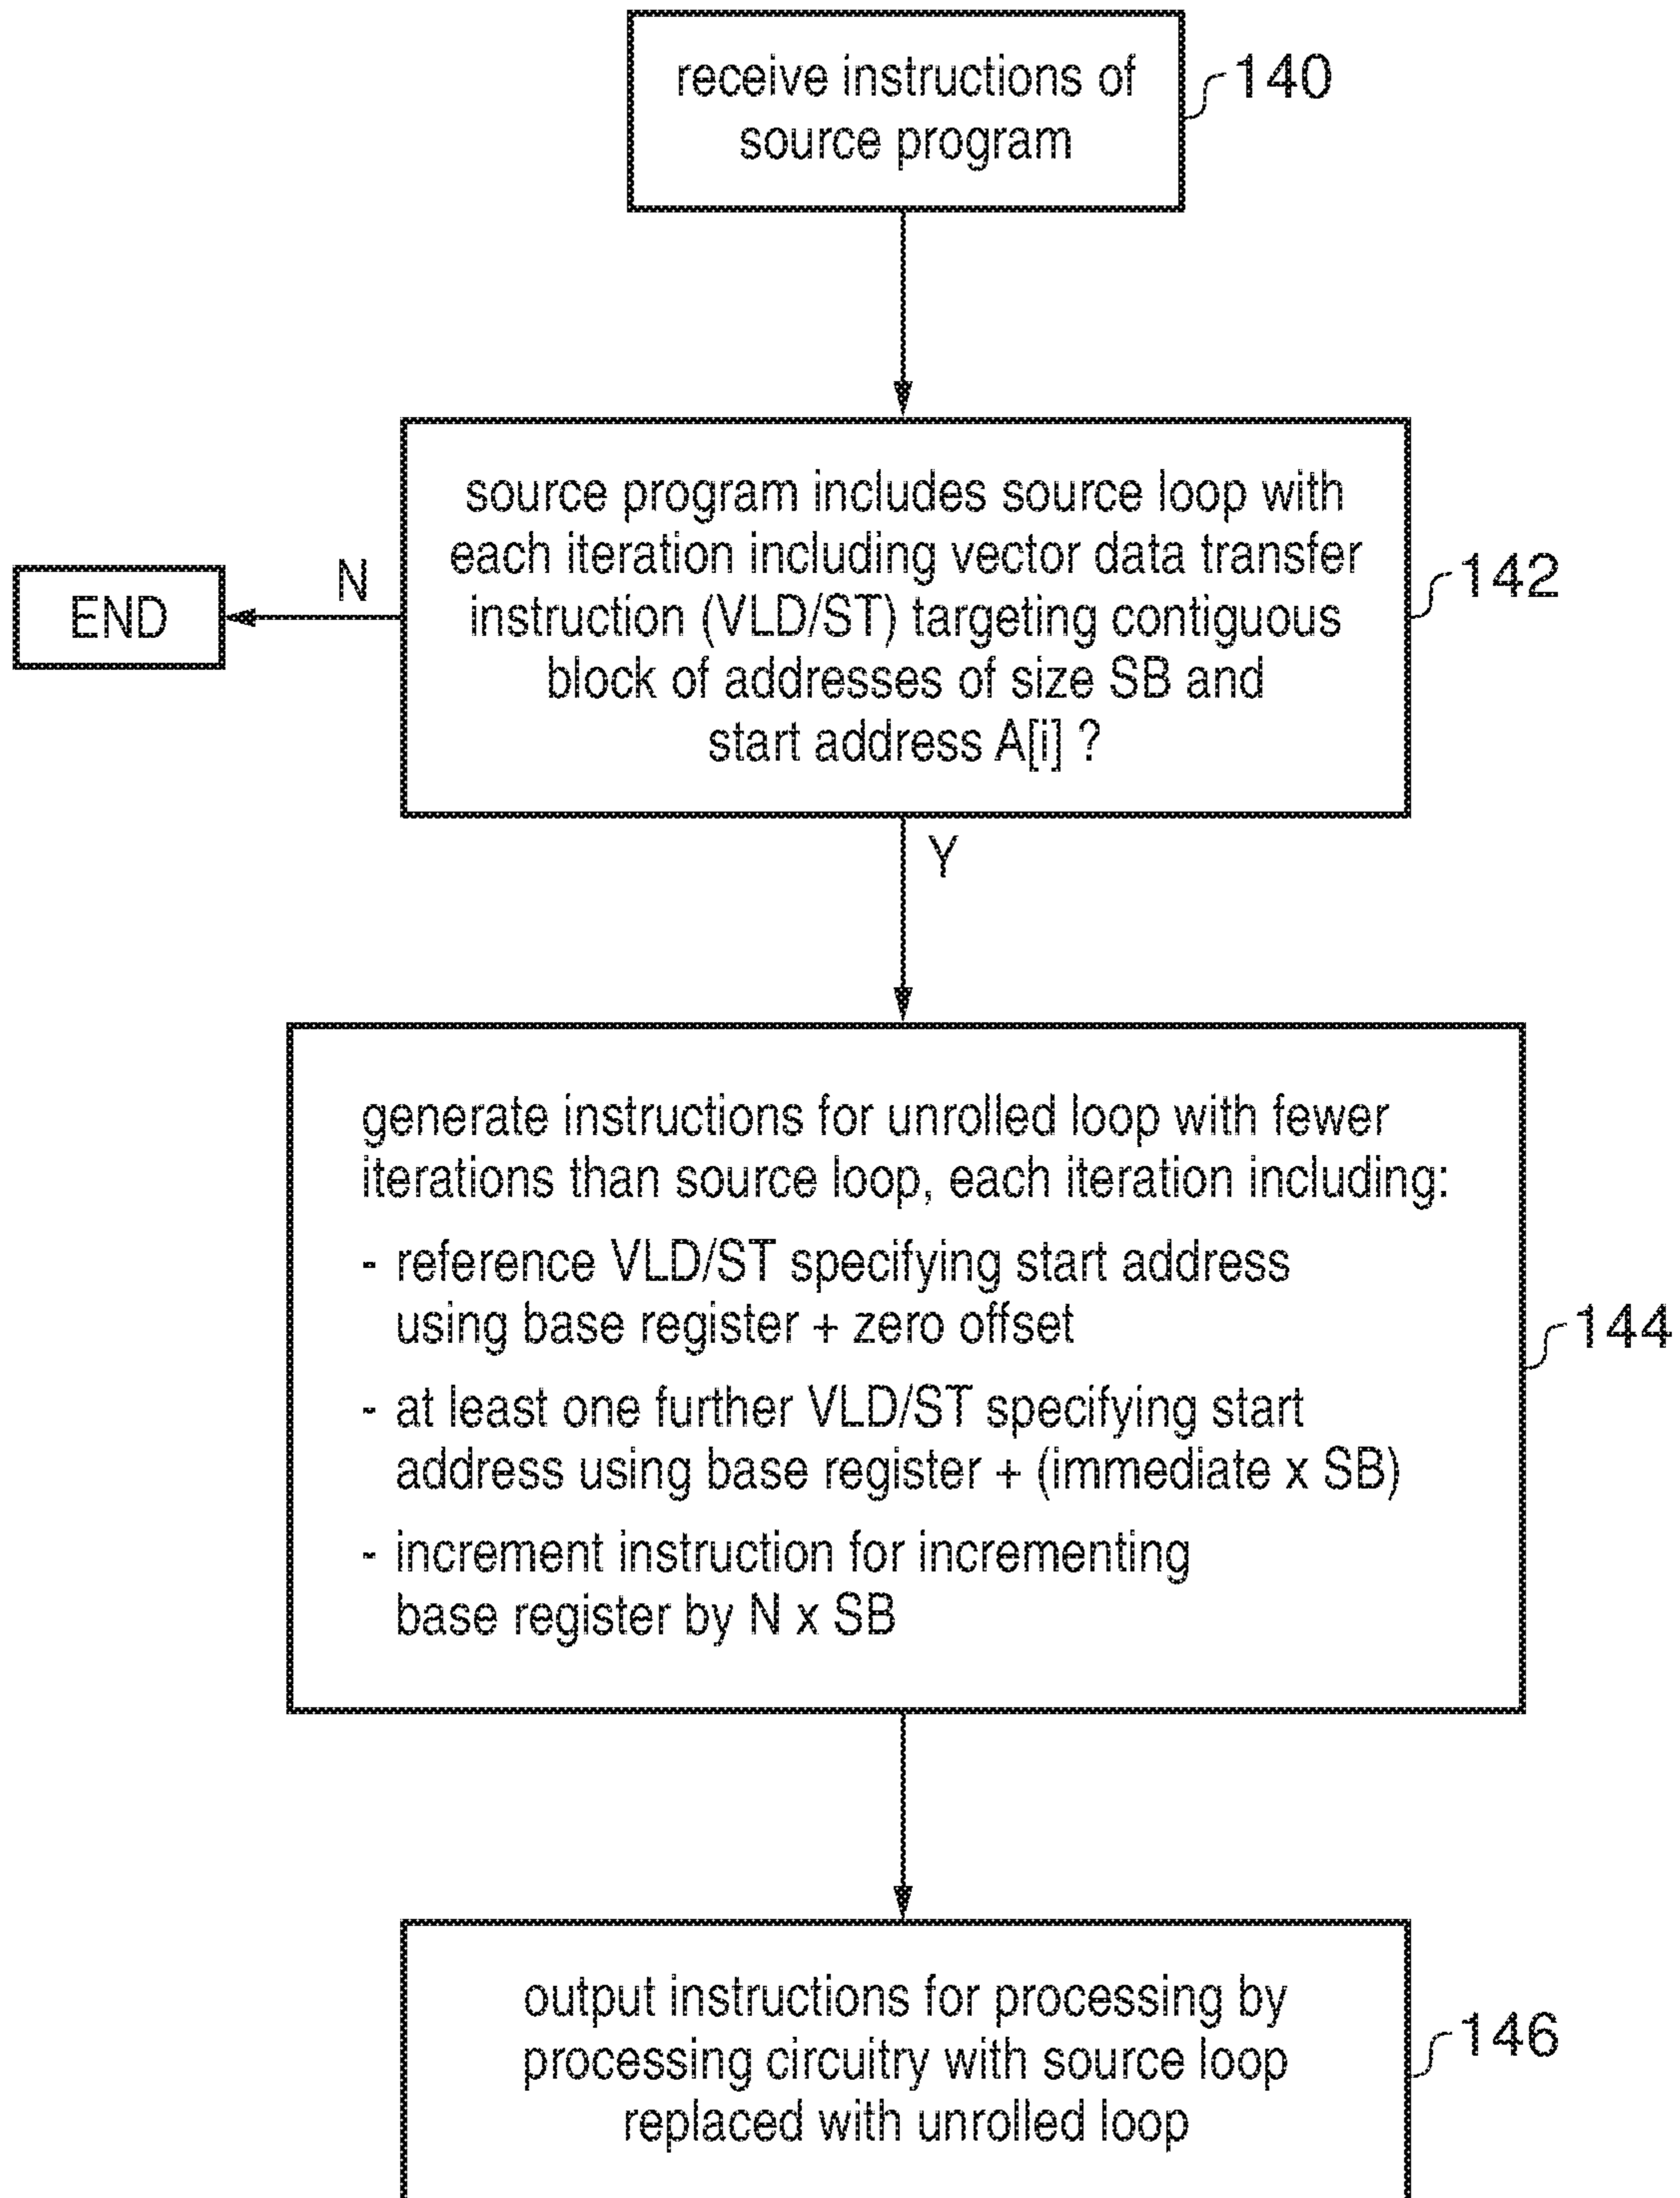 receive instructions of
source program
140
source program includes source loop with
each iteration including vector data transfer
instruction (VLD/ST) targeting contiguous
block of addresses of size SB and
start address A[i] ?
142
N
END
Y
generate instructions for unrolled loop with fewer
iterations than source loop, each iteration including:
- reference VLD/ST specifying start address
using base register + zero offset
- at least one further VLD/ST specifying start
address using base register + (immediate x SB)
- increment instruction for incrementing
base register by N x SB
144
output instructions for processing by
processing circuitry with source loop
replaced with unrolled loop
146